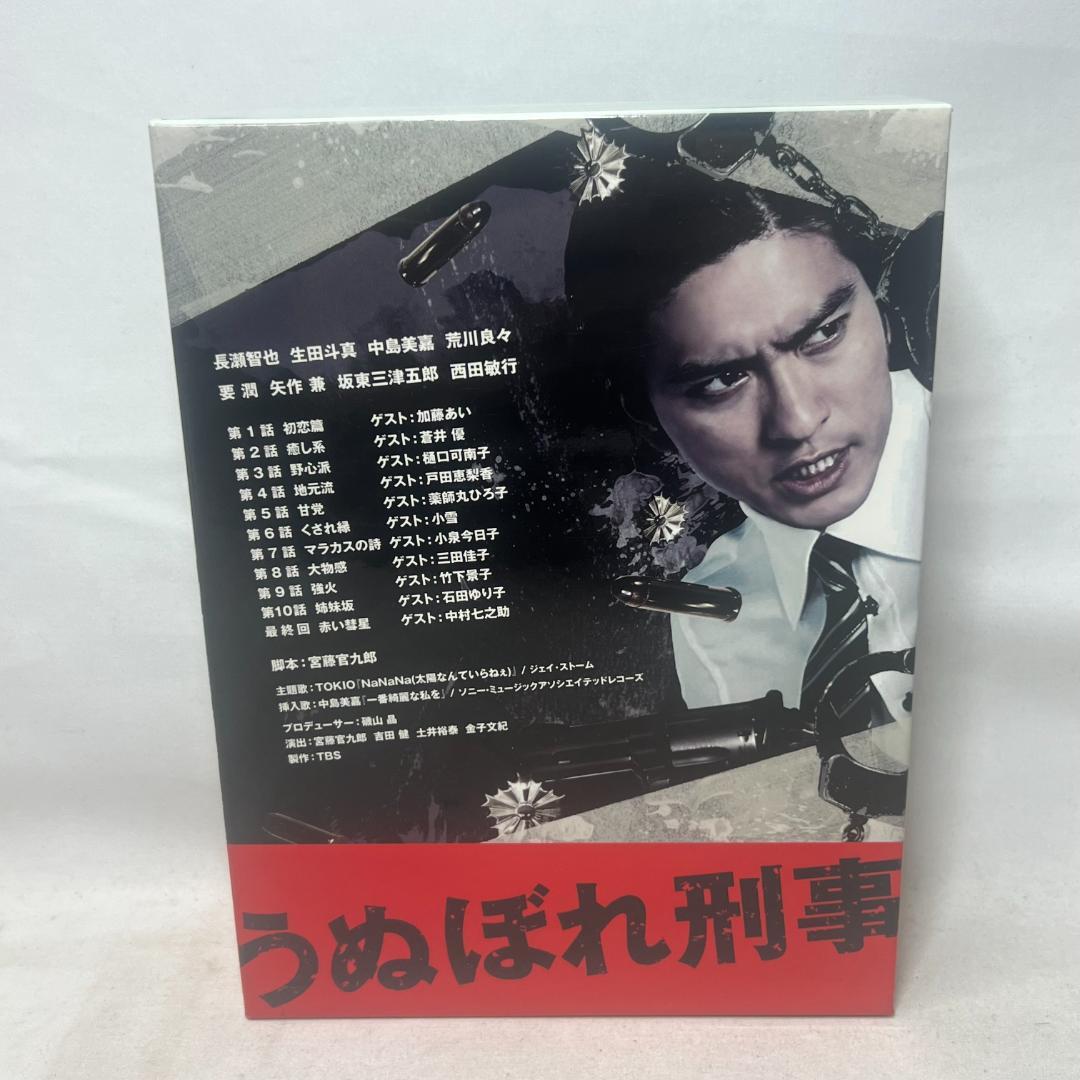 長瀬智也 生田斗真 中島美嘉 荒川良々
要 潤 矢作 兼 坂東三津五郎 西田敏行
第1話 初恋篇 ゲスト:加藤あい
第2話 癒し系 ゲスト:蒼井 優
第3話 野心派 ゲスト:樋口可南子
第4話 地元流 ゲスト:戸田恵梨香
第5話 甘党 ゲスト:薬師丸ひろ子
第6話 くされ縁 ゲスト:小雪
第7話 マラカスの詩 ゲスト:小泉今日子
第8話 大物感 ゲスト:三田佳子
第9話 強火 ゲスト:竹下景子
第10話 姉妹坂 ゲスト:石田ゆり子
最終回 赤い彗星 ゲスト:中村七之助
脚本:宮藤官九郎
主題歌:TOKIO『NaNaNa(太陽なんていらねぇ)』/ ジェイ・ストーム
挿入歌:中島美嘉『一番綺麗な私を』/ ソニー・ミュージックアソシエイテッドレコーズ
プロデューサー:磯山 晶
演出:宮藤官九郎 吉田 健 土井裕泰 金子文紀
製作:TBS
うぬぼれ刑事